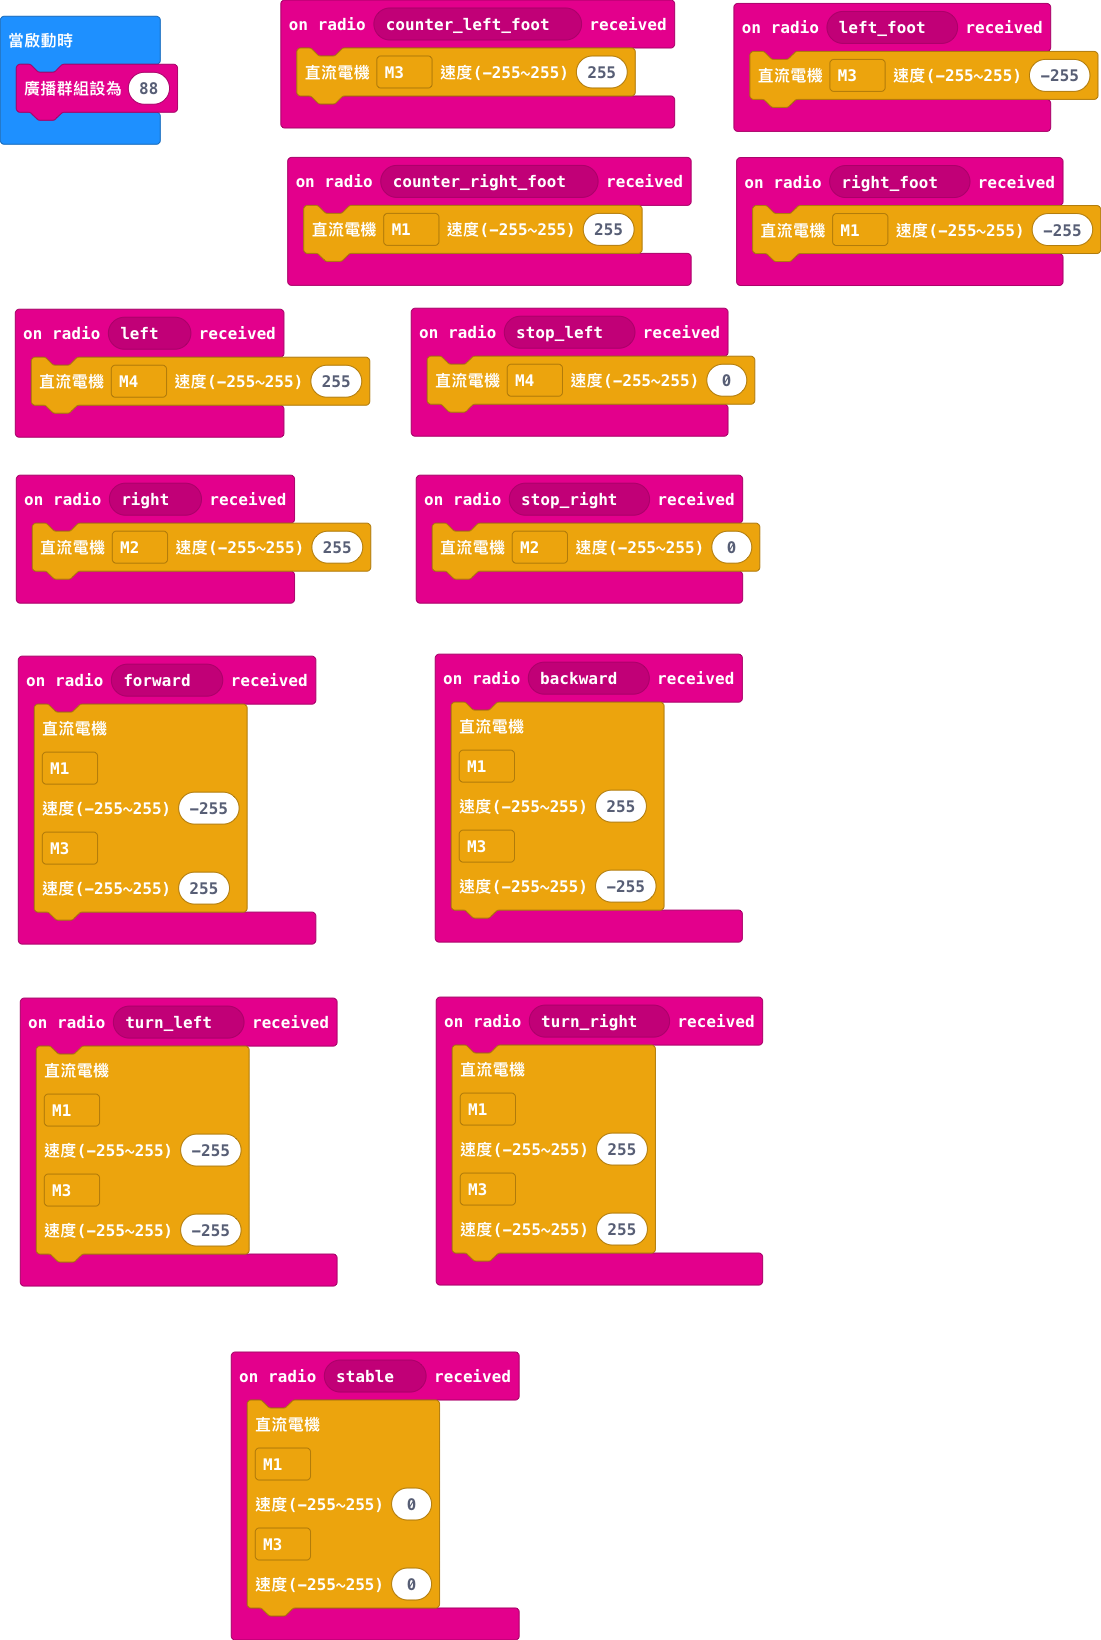 當啟動時
廣播群組設為 88
on radio counter_left_foot received
直流電機 M3 速度(-255~255) 255
on radio left_foot received
直流電機 M3 速度(-255~255) -255
on radio counter_right_foot received
直流電機 M1 速度(-255~255) 255
on radio right_foot received
直流電機 M1 速度(-255~255) -255
on radio left received
直流電機 M4 速度(-255~255) 255
on radio stop_left received
直流電機 M4 速度(-255~255) 0
on radio right received
直流電機 M2 速度(-255~255) 255
on radio stop_right received
直流電機 M2 速度(-255~255) 0
on radio forward received
直流電機
M1
速度(-255~255) -255
M3
速度(-255~255) 255
on radio backward received
直流電機
M1
速度(-255~255) 255
M3
速度(-255~255) -255
on radio turn_left received
直流電機
M1
速度(-255~255) -255
M3
速度(-255~255) -255
on radio turn_right received
直流電機
M1
速度(-255~255) 255
M3
速度(-255~255) 255
on radio stable received
直流電機
M1
速度(-255~255) 0
M3
速度(-255~255) 0